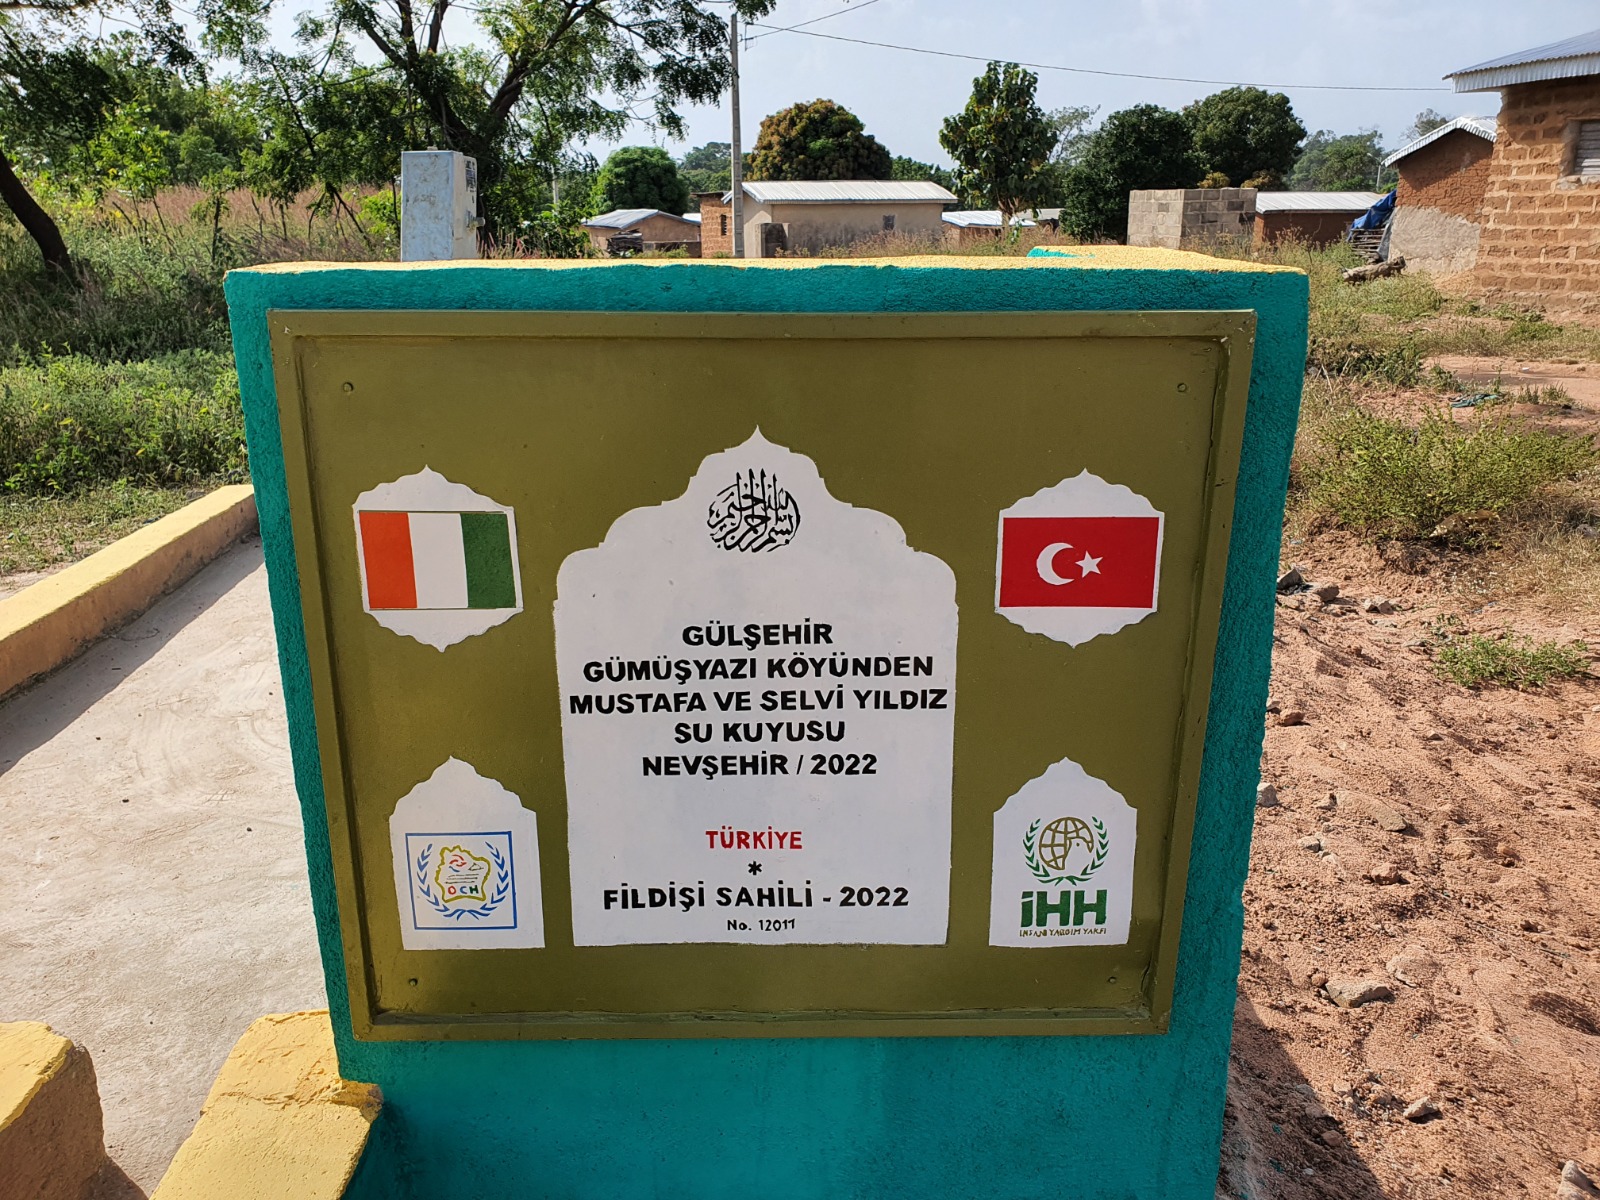 بسم الله الرحمن الرحيم
GÜLŞEHİR
GÜMÜŞYAZI KÖYÜNDEN
MUSTAFA VE SELVİ YILDIZ
SU KUYUSU
NEVŞEHİR / 2022
TÜRKİYE
*
FİLDİŞİ SAHİLİ - 2022
No. 12011
OCH
İHH